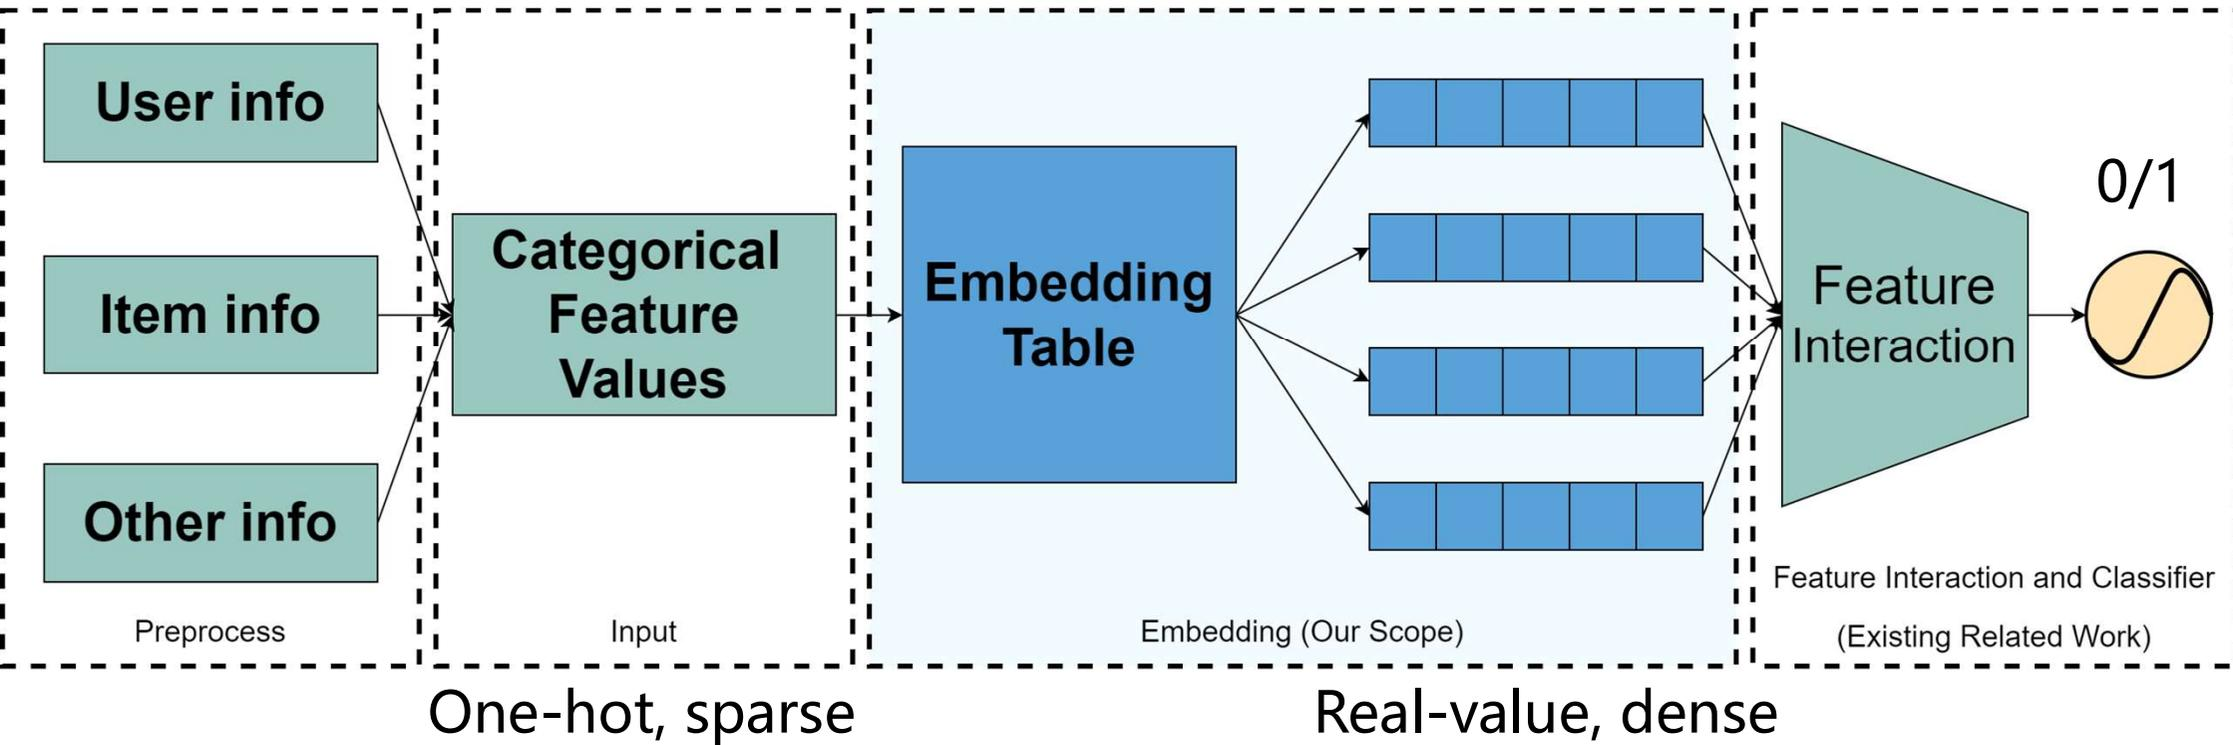 User info
Item info
Other info
Preprocess
Categorical
Feature
Values
Input
Embedding
Table
Embedding (Our Scope)
Feature
Interaction
0/1
Feature Interaction and Classifier
(Existing Related Work)
One-hot, sparse
Real-value, dense